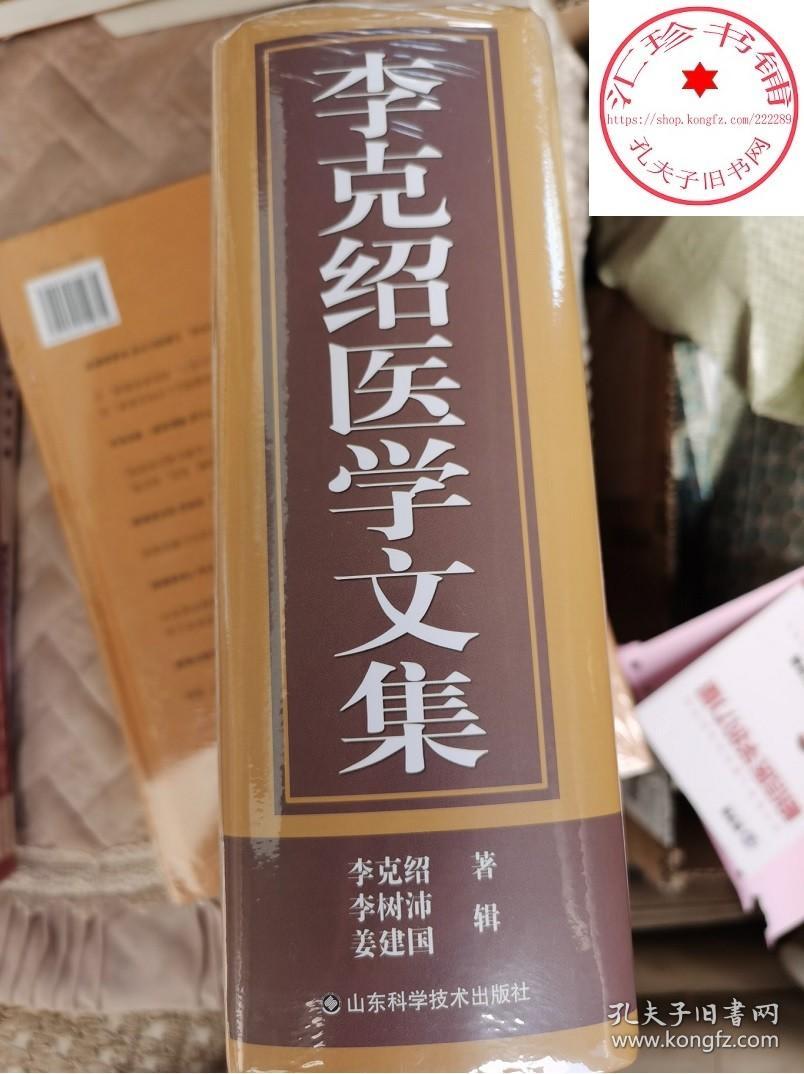 李克绍医学文集
李克绍 著
李树沛
姜建国 辑
山东科学技术出版社
汇珍书铺
https://shop.kongfz.com/222289
孔夫子旧书网
孔夫子旧书网
www.kongfz.com